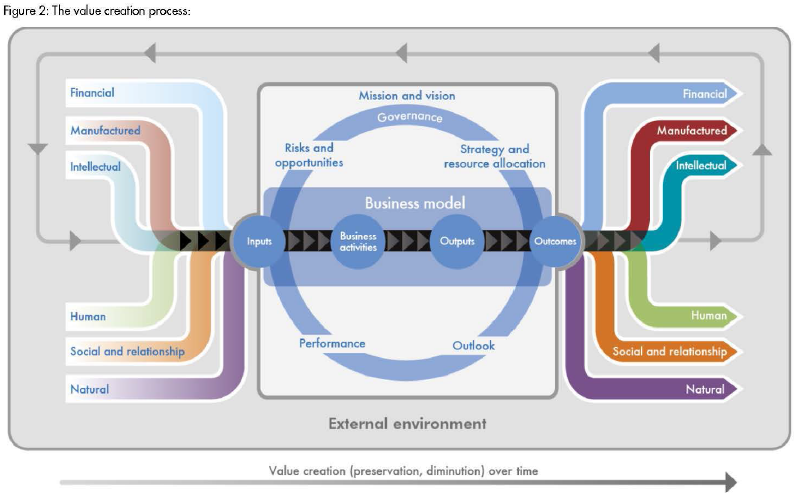 Figure 2: The value creation process:
Financial
Manufactured
Intellectual
Human
Social and relationship
Natural
Mission and vision
Governance
Risks and
opportunities
Strategy and
resource allocation
Business model
Inputs
Business
activities
Outputs
Outcomes
Performance
Outlook
Financial
Manufactured
Intellectual
Human
Social and relationship
Natural
External environment
Value creation (preservation, diminution) over time